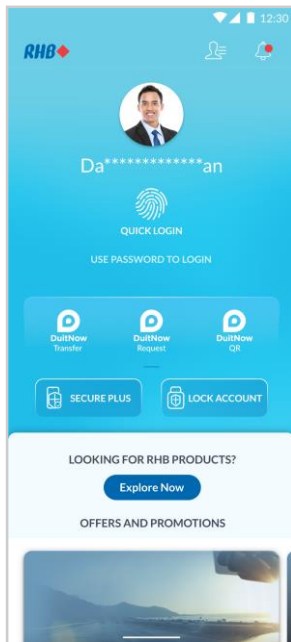 12:30
RHB
Da*************an
QUICK LOGIN
USE PASSWORD TO LOGIN
DuitNow
Transfer
DuitNow
Request
DuitNow
QR
SECURE PLUS
LOCK ACCOUNT
LOOKING FOR RHB PRODUCTS?
Explore Now
OFFERS AND PROMOTIONS